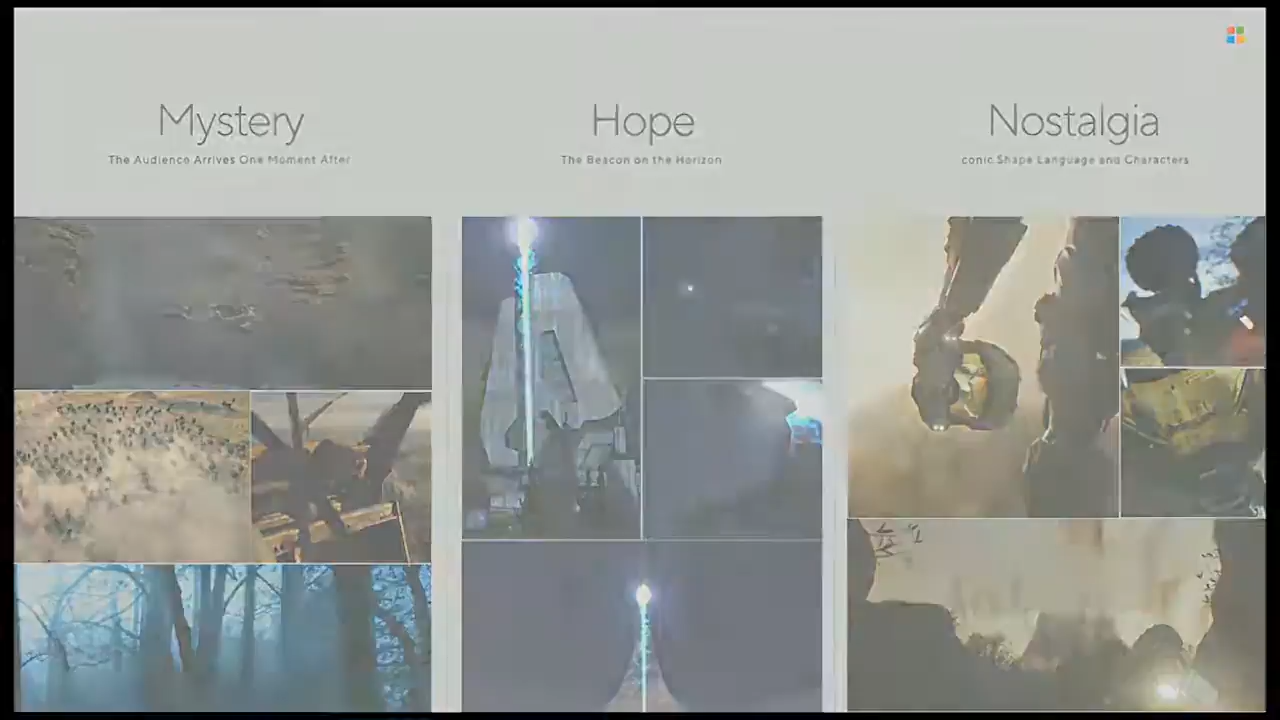 Mystery
The Audience Arrives One Moment After
Hope
The Beacon on the Horizon
Nostalgia
conic Shape Language and Characters